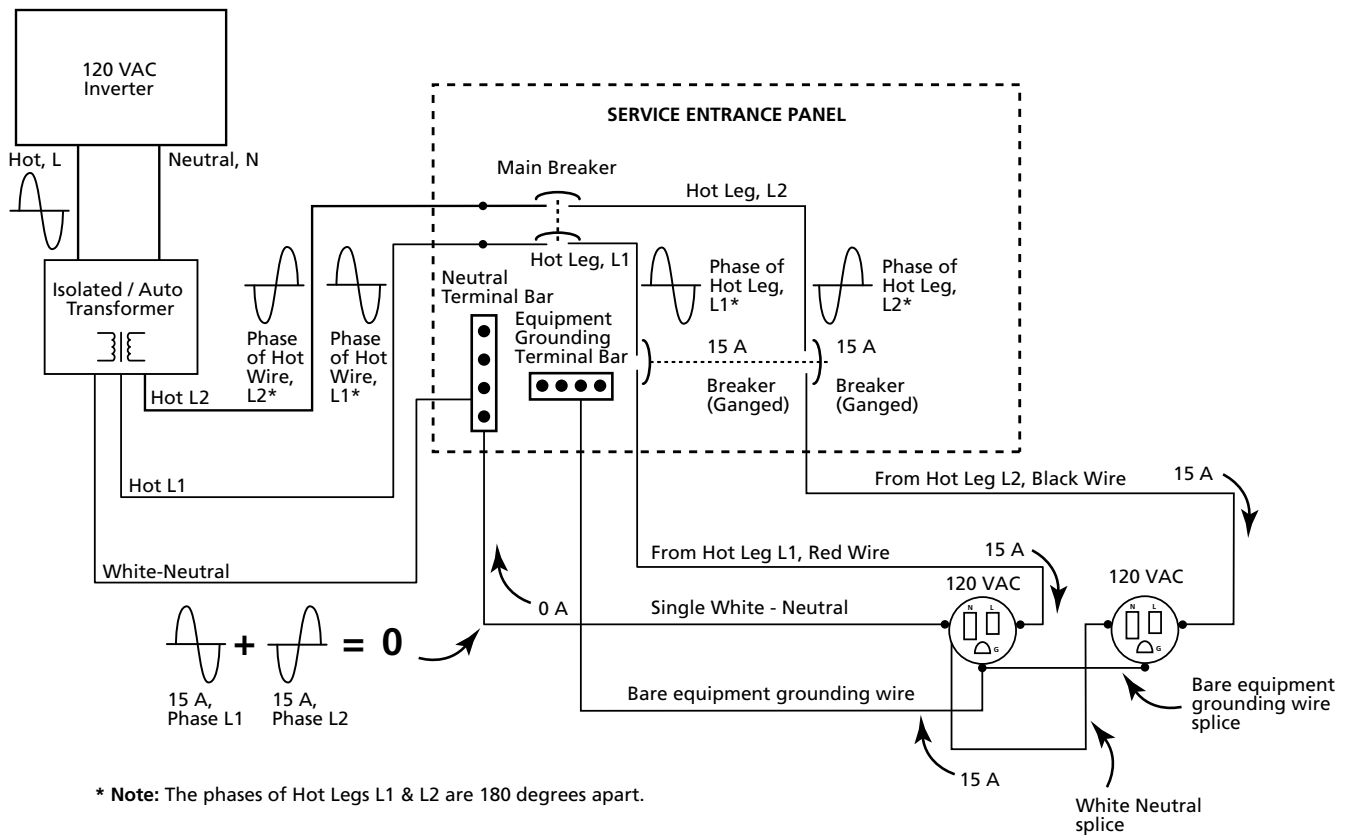 120 VAC
Inverter
Hot, L
Neutral, N
Isolated / Auto
Transformer
Hot L2
Hot L1
White-Neutral
Phase
of Hot
Wire,
L2*
Phase
of Hot
Wire,
L1*
SERVICE ENTRANCE PANEL
Main Breaker
Hot Leg, L2
Hot Leg, L1
Neutral
Terminal Bar
Equipment
Grounding
Terminal Bar
Phase of
Hot Leg,
L1*
Phase of
Hot Leg,
L2*
15 A
Breaker
(Ganged)
15 A
Breaker
(Ganged)
From Hot Leg L2, Black Wire
15 A
From Hot Leg L1, Red Wire
15 A
120 VAC
N L
G
120 VAC
N L
G
0 A
Single White - Neutral
+ = 0
15 A,
Phase L1
15 A,
Phase L2
Bare equipment grounding wire
15 A
Bare equipment
grounding wire
splice
White Neutral
splice
* Note: The phases of Hot Legs L1 & L2 are 180 degrees apart.